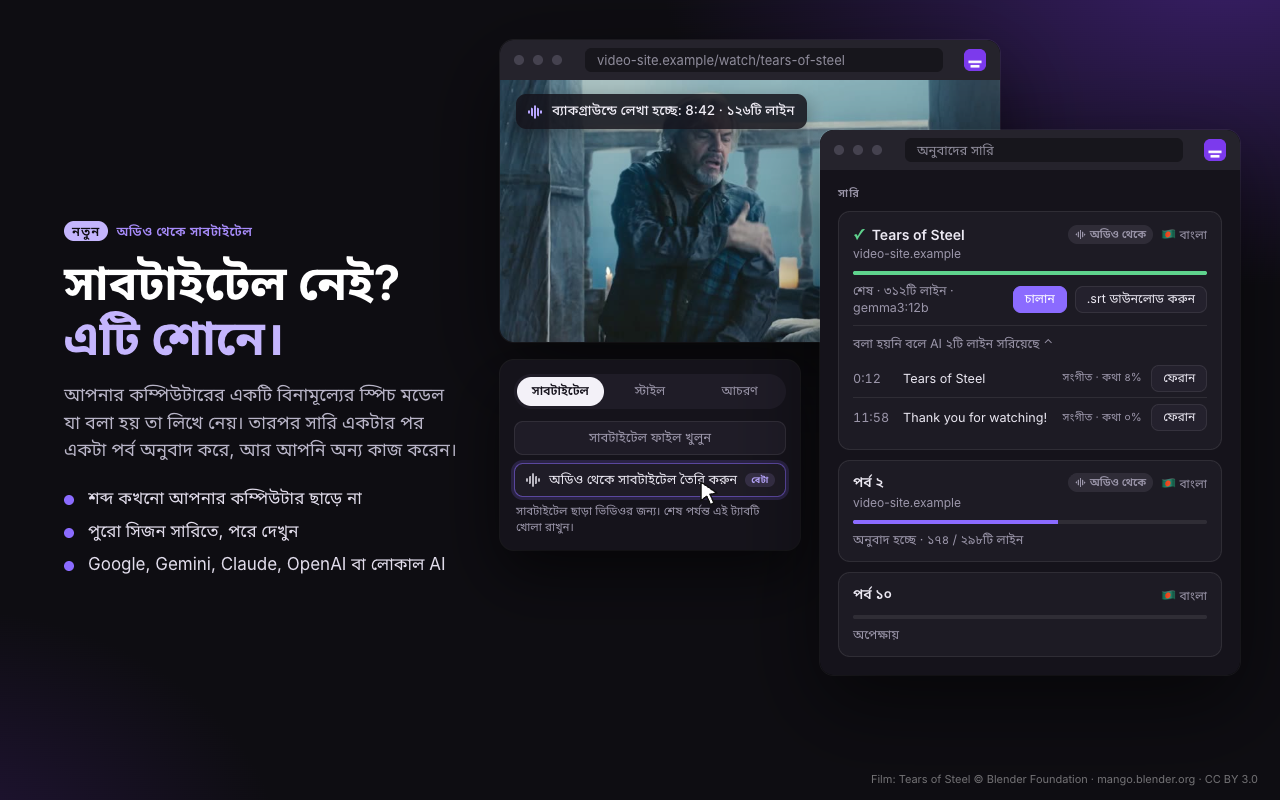 নতুন অডিও থেকে সাবটাইটেল
সাবটাইটেল নেই?
এটি শোনে।
আপনার কম্পিউটারের একটি বিনামূল্যের স্পিচ মডেল
যা বলা হয় তা লিখে নেয়। তারপর সারি একটার পর
একটা পর্ব অনুবাদ করে, আর আপনি অন্য কাজ করেন।
শব্দ কখনো আপনার কম্পিউটার ছাড়ে না
পুরো সিজন সারিতে, পরে দেখুন
Google, Gemini, Claude, OpenAI বা লোকাল AI
video-site.example/watch/tears-of-steel
ব্যাকগ্রাউন্ডে লেখা হচ্ছে: 8:42 · ১২৬টি লাইন
সাবটাইটেল স্টাইল আচরণ
সাবটাইটেল ফাইল খুলুন
অডিও থেকে সাবটাইটেল তৈরি করুন বেটা
সাবটাইটেল ছাড়া ভিডিওর জন্য। শেষ পর্যন্ত এই ট্যাবটি
খোলা রাখুন।
অনুবাদের সারি
সারি
✓ Tears of Steel অডিও থেকে 🇧🇩 বাংলা
video-site.example
শেষ · ৩১২টি লাইন ·
gemma3:12b
চালান .srt ডাউনলোড করুন
বলা হয়নি বলে AI ২টি লাইন সরিয়েছে ^
0:12 Tears of Steel সংগীত · কথা ৪% ফেরান
11:58 Thank you for watching! সংগীত · কথা ০% ফেরান
পর্ব ২ অডিও থেকে 🇧🇩 বাংলা
video-site.example
অনুবাদ হচ্ছে · ১৭৪ / ২৯৮টি লাইন
পর্ব ১০ 🇧🇩 বাংলা
অপেক্ষায়
Film: Tears of Steel © Blender Foundation · mango.blender.org · CC BY 3.0